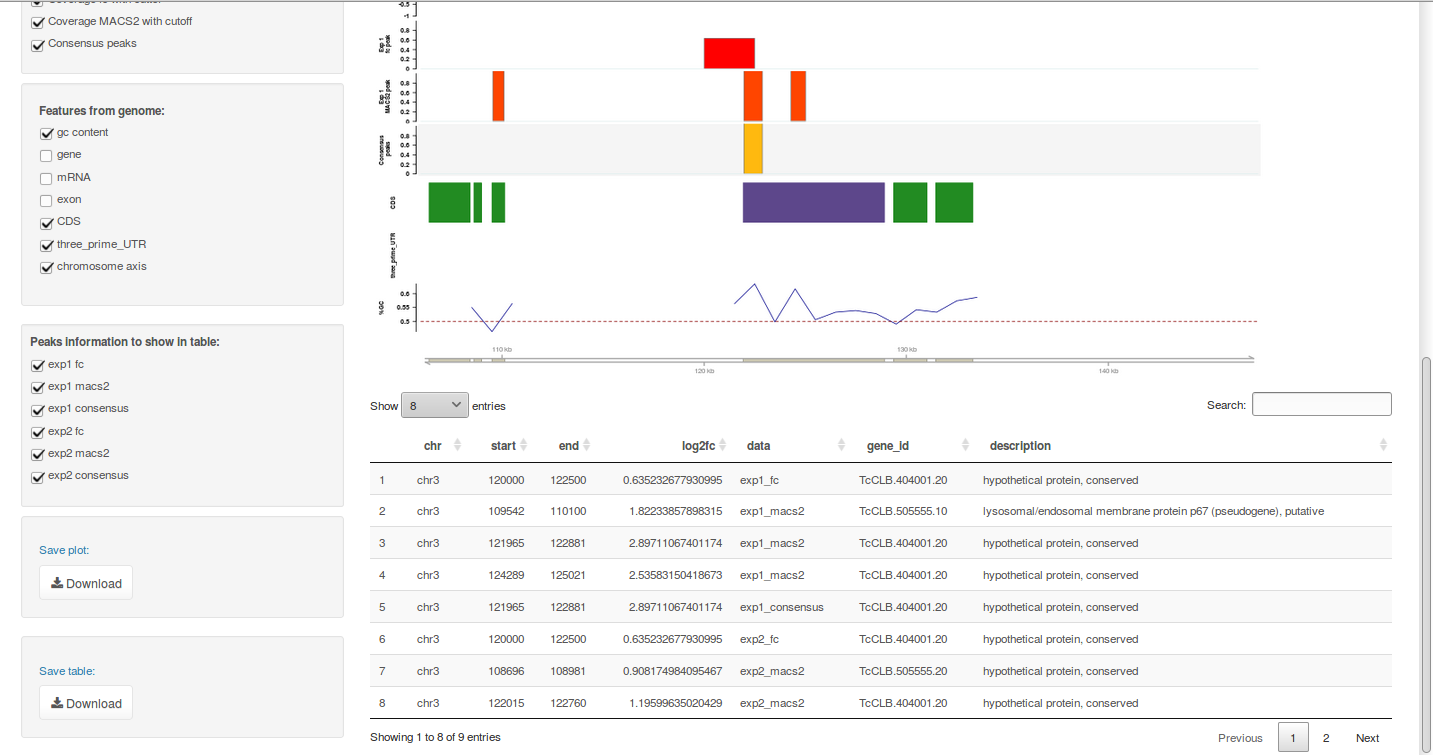 Coverage MACS2 with cutoff
Consensus peaks
Features from genome:
gc content
gene
mRNA
exon
CDS
three_prime_UTR
chromosome axis
Peaks information to show in table:
exp1 fc
exp1 macs2
exp1 consensus
exp2 fc
exp2 macs2
exp2 consensus
Save plot:
Download
Save table:
Download
-0.5
-1
Exp 1
fc peak
0.8
0.6
0.4
0.2
0
Exp 1
MACS2 peak
0.8
0.6
0.4
0.2
0
Consensus
peaks
0.8
0.6
0.4
0.2
0
CDS
three_prime_UTR
%GC
0.6
0.55
0.5
110 kb
130 kb
120 kb
140 kb
Show 8 entries
Search:
chr start end log2fc data gene_id description
1 chr3 120000 122500 0.635232677930995 exp1_fc TcCLB.404001.20 hypothetical protein, conserved
2 chr3 109542 110100 1.82233857898315 exp1_macs2 TcCLB.505555.10 lysosomal/endosomal membrane protein p67 (pseudogene), putative
3 chr3 121965 122881 2.89711067401174 exp1_macs2 TcCLB.404001.20 hypothetical protein, conserved
4 chr3 124289 125021 2.53583150418673 exp1_macs2 TcCLB.404001.20 hypothetical protein, conserved
5 chr3 121965 122881 2.89711067401174 exp1_consensus TcCLB.404001.20 hypothetical protein, conserved
6 chr3 120000 122500 0.635232677930995 exp2_fc TcCLB.404001.20 hypothetical protein, conserved
7 chr3 108696 108981 0.908174984095467 exp2_macs2 TcCLB.505555.20 hypothetical protein, conserved
8 chr3 122015 122760 1.19599635020429 exp2_macs2 TcCLB.404001.20 hypothetical protein, conserved
Showing 1 to 8 of 9 entries
Previous 1 2 Next